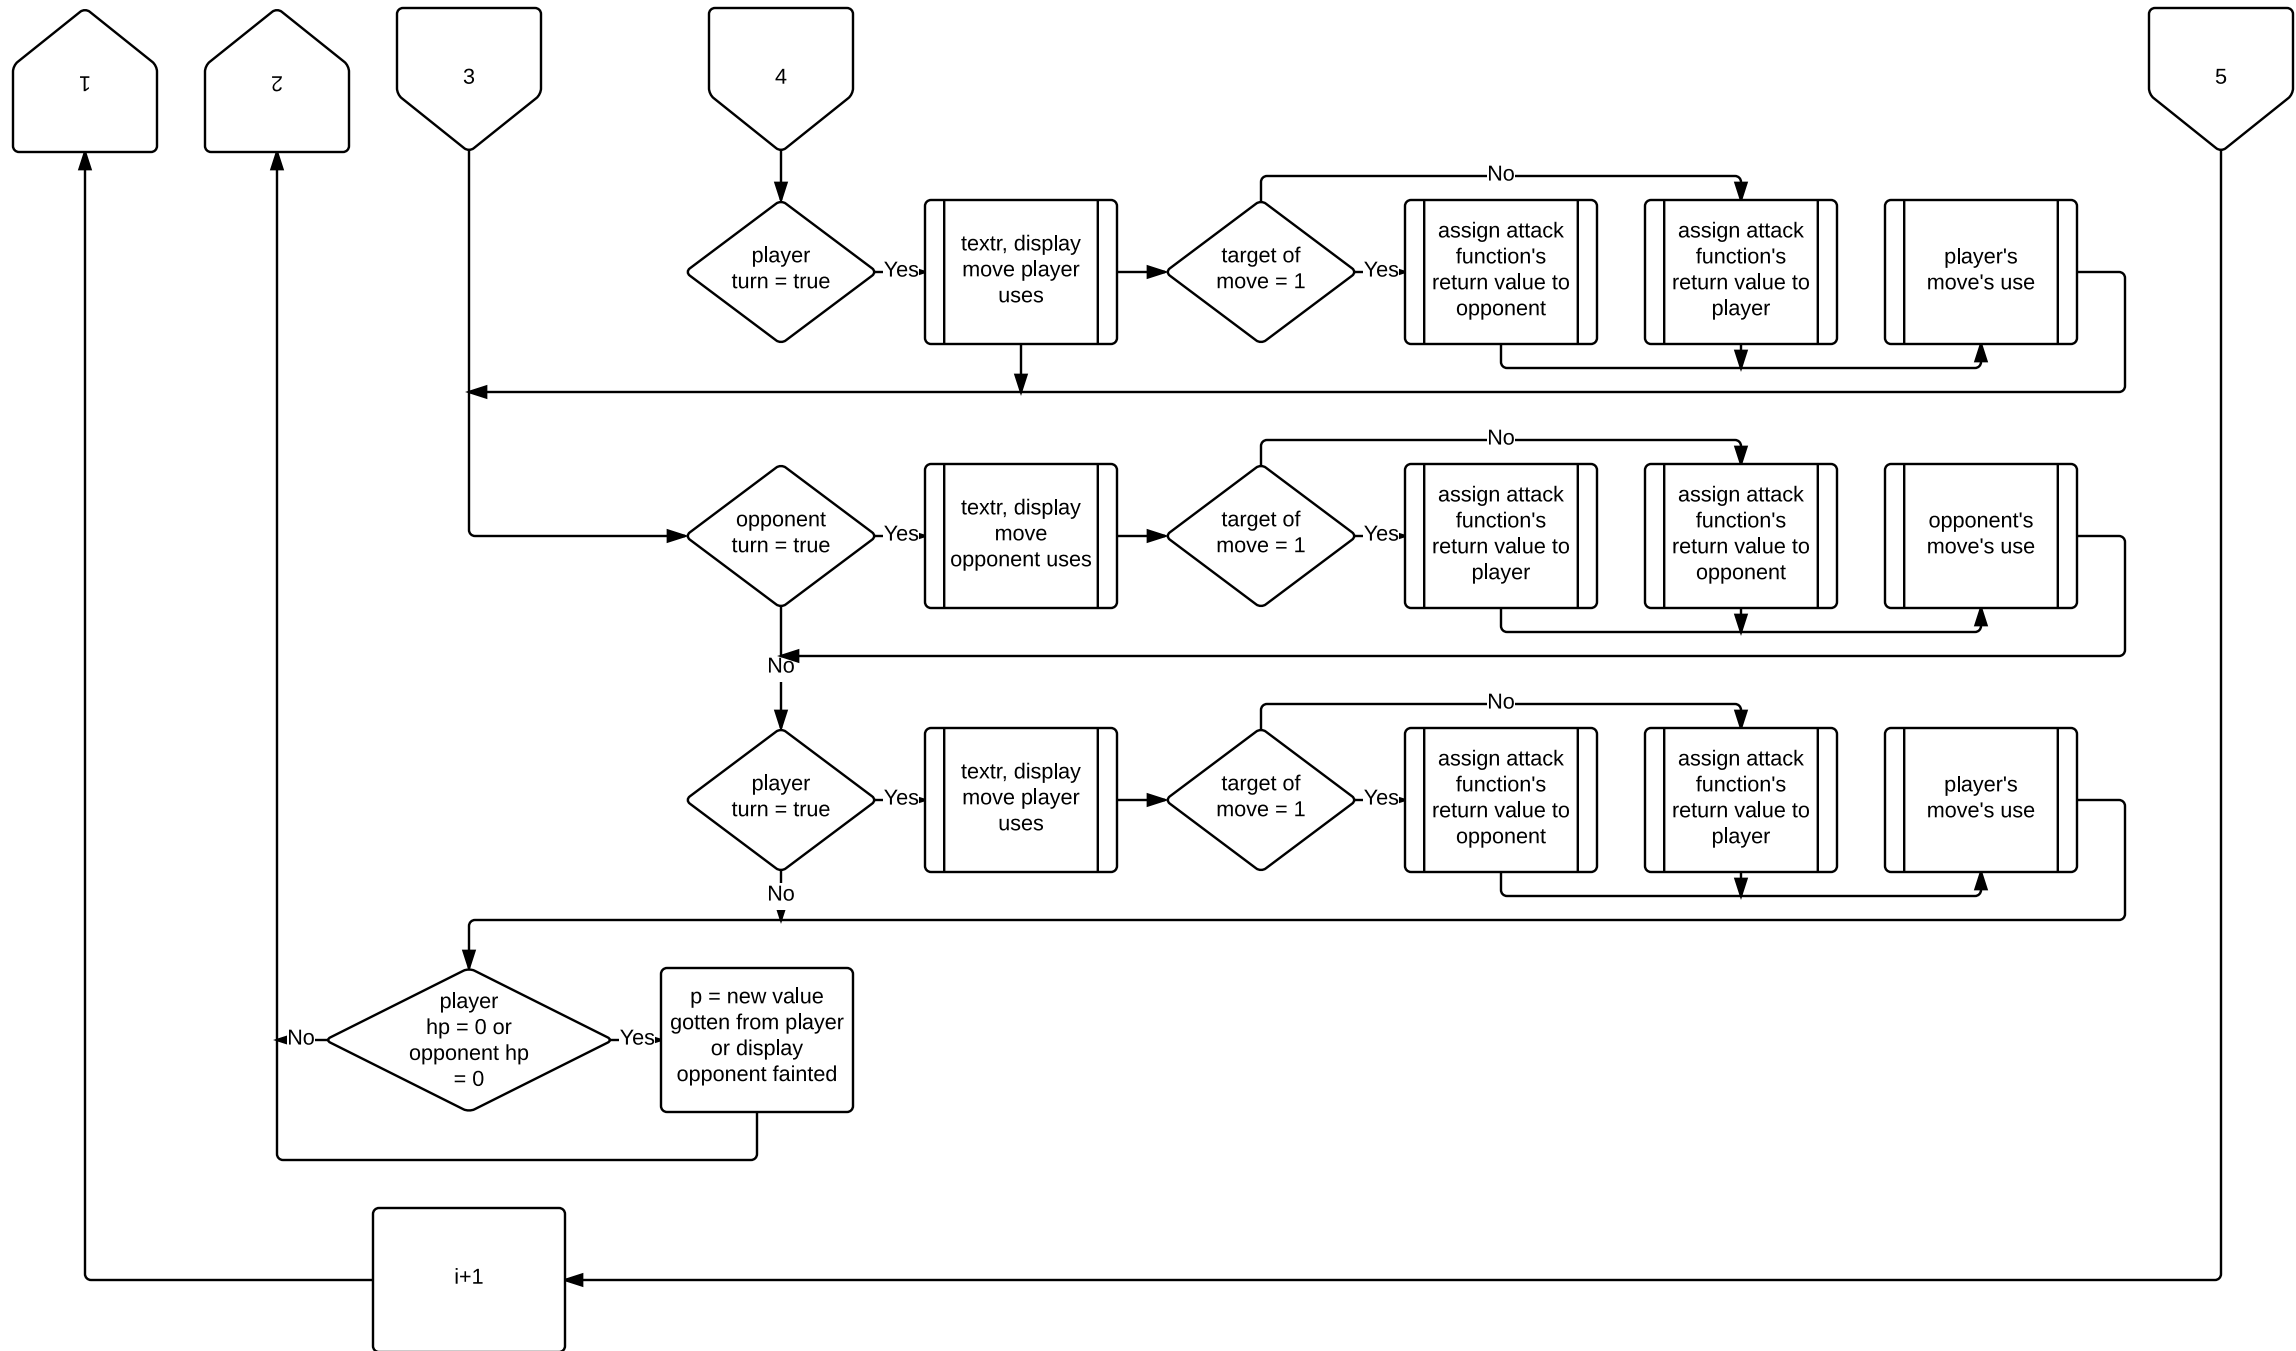 1
2
3
4
5
No
player
turn = true
Yes
textr, display
move player
uses
target of
move = 1
Yes
assign attack
function's
return value to
opponent
assign attack
function's
return value to
player
player's
move's use
No
opponent
turn = true
Yes
textr, display
move
opponent uses
target of
move = 1
Yes
assign attack
function's
return value to
player
assign attack
function's
return value to
opponent
opponent's
move's use
No
No
player
turn = true
Yes
textr, display
move player
uses
target of
move = 1
Yes
assign attack
function's
return value to
opponent
assign attack
function's
return value to
player
player's
move's use
No
No
player
hp = 0 or
opponent hp
= 0
Yes
p = new value
gotten from player
or display
opponent fainted
i+1